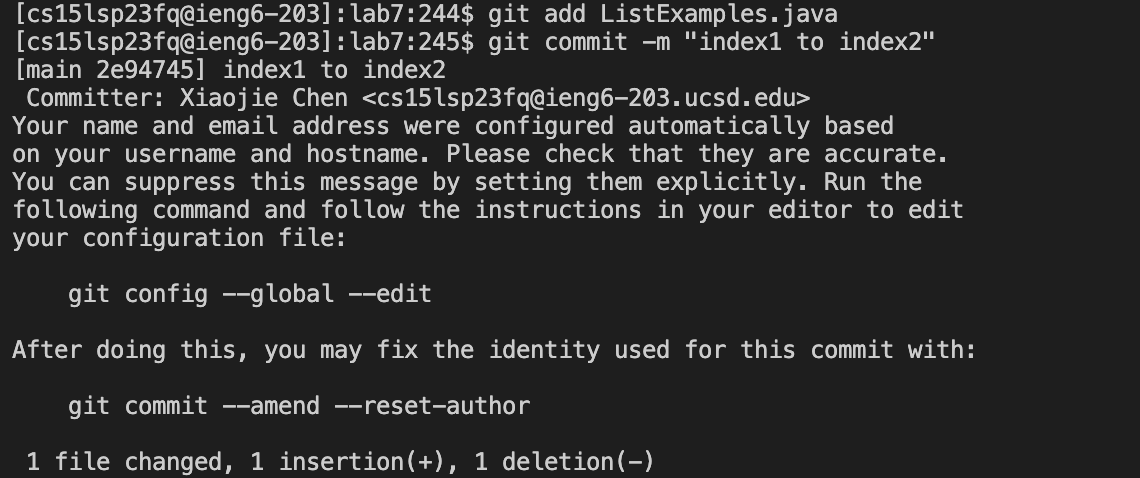 [cs15lsp23fq@ieng6-203]:lab7:244$ git add ListExamples.java
[cs15lsp23fq@ieng6-203]:lab7:245$ git commit -m "index1 to index2"
[main 2e94745] index1 to index2
 Committer: Xiaojie Chen <cs15lsp23fq@ieng6-203.ucsd.edu>
Your name and email address were configured automatically based
on your username and hostname. Please check that they are accurate.
You can suppress this message by setting them explicitly. Run the
following command and follow the instructions in your editor to edit
your configuration file:

    git config --global --edit

After doing this, you may fix the identity used for this commit with:

    git commit --amend --reset-author

 1 file changed, 1 insertion(+), 1 deletion(-)